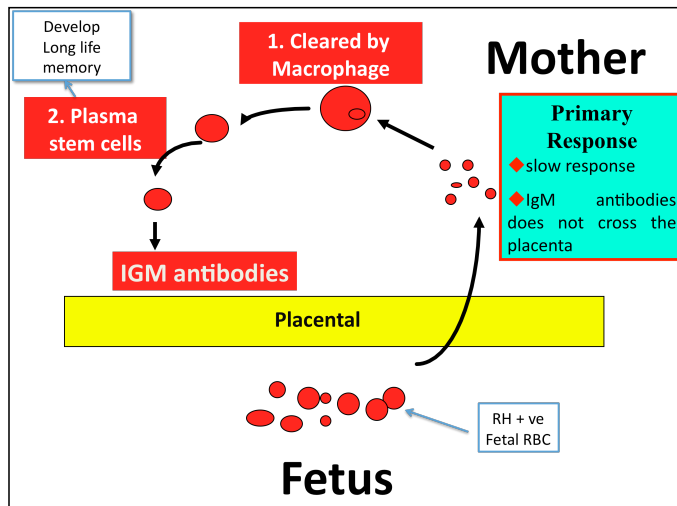 Develop
Long life
memory
1. Cleared by
Macrophage
Mother
2. Plasma
stem cells
Primary
Response
slow response
IgM antibodies
does not cross the
placenta
IGM antibodies
Placental
RH + ve
Fetal RBC
Fetus